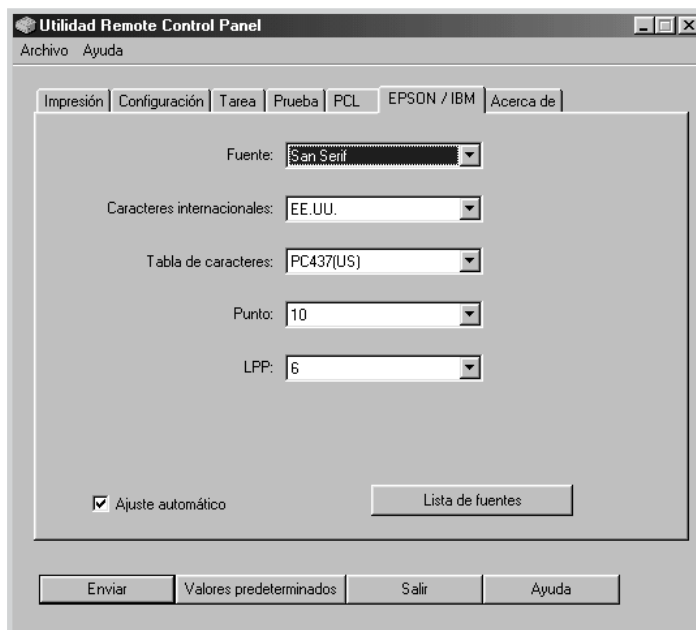 Utilidad Remote Control Panel
Archivo Ayuda
Impresión Configuración Tarea Prueba PCL EPSON / IBM Acerca de
Fuente: San Serif
Caracteres internacionales: EE.UU.
Tabla de caracteres: PC437(US)
Punto: 10
LPP: 6
Ajuste automático Lista de fuentes
Enviar Valores predeterminados Salir Ayuda